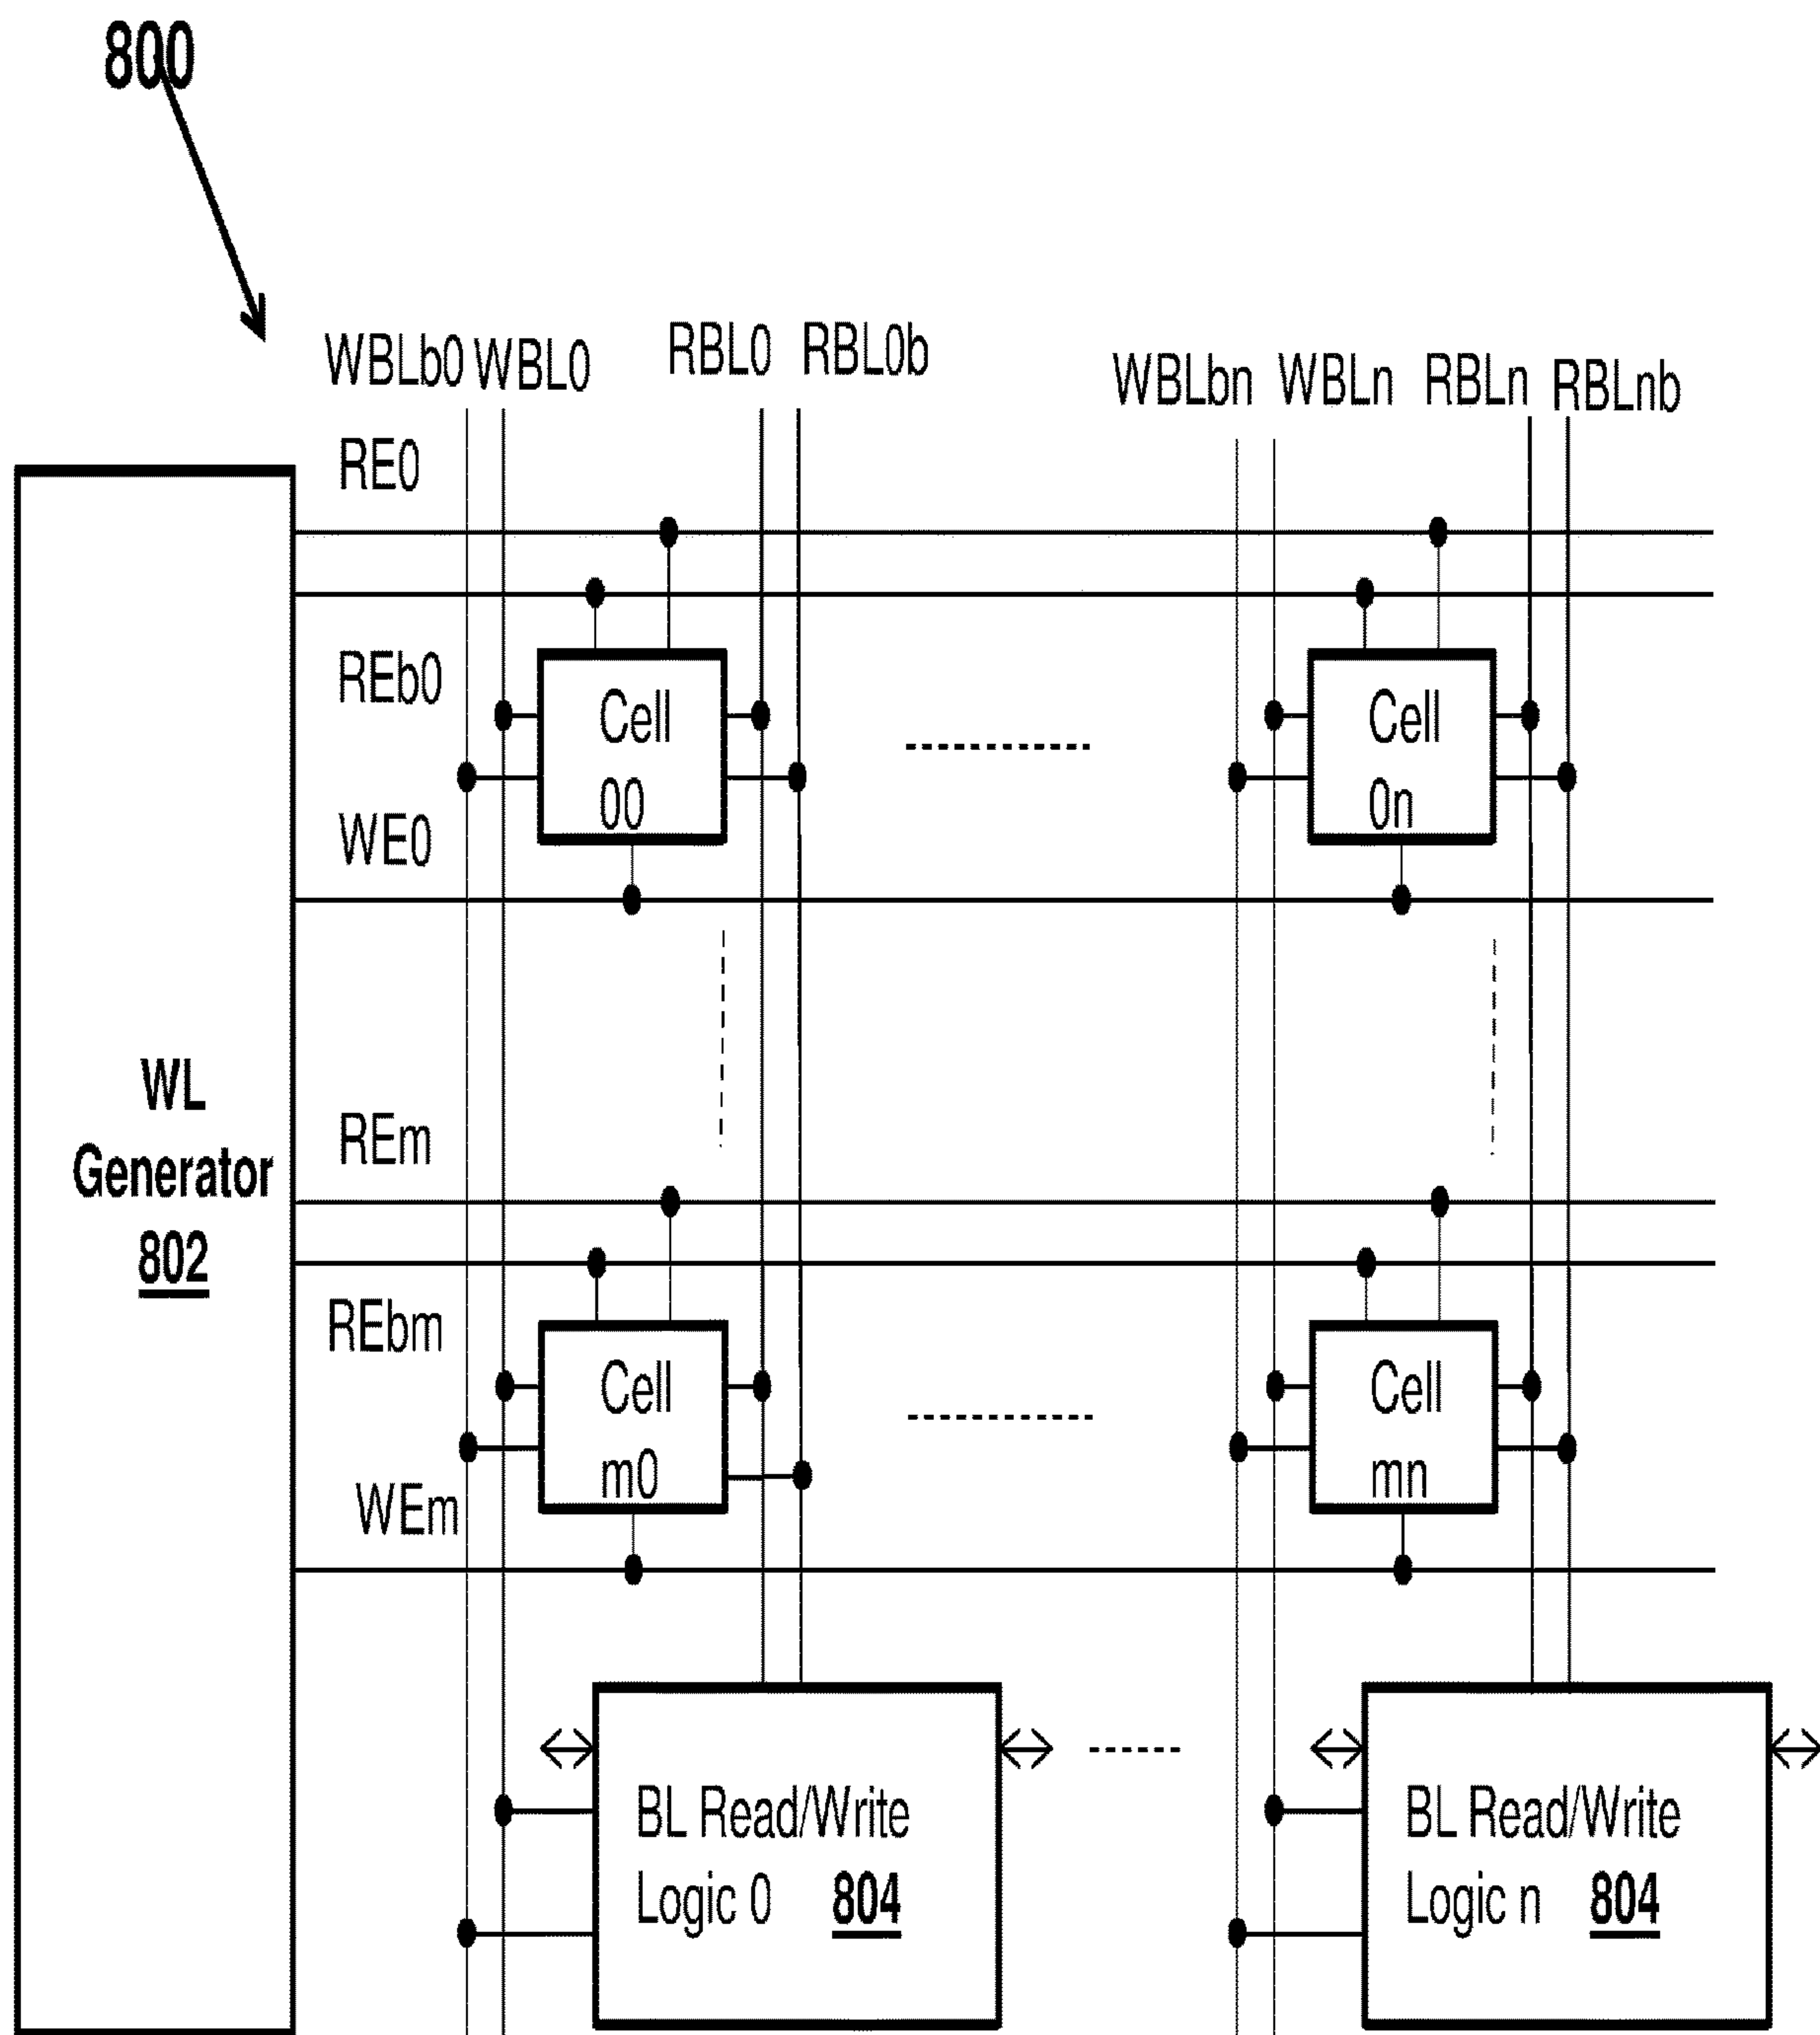 800
WBLb0 WBL0 RBL0 RBL0b
WBLbn WBLn RBLn RBLnb
RE0
REb0
Cell
00
Cell
0n
WE0
WL
Generator
802
REm
REbm
Cell
m0
Cell
mn
WEm
BL Read/Write
Logic 0 804
BL Read/Write
Logic n 804